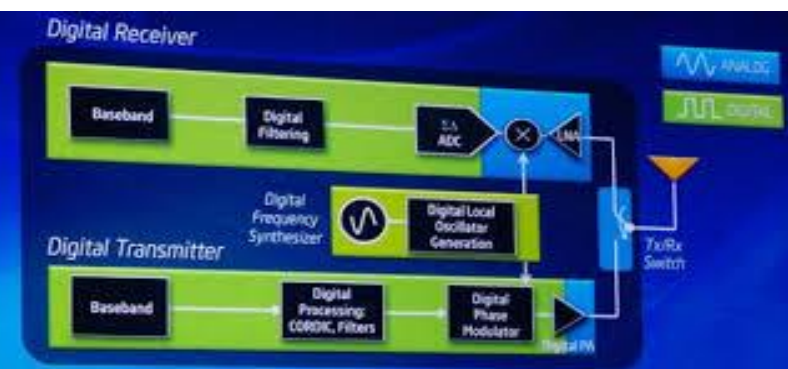 Digital Receiver
ANALOG
DIGITAL
Baseband
Digital
Filtering
ΣΔ
ADC
LNA
Digital
Frequency
Synthesizer
Digital Local
Oscillator
Generation
Tx/Rx
Switch
Digital Transmitter
Baseband
Digital
Processing:
CORDIC, Filters
Digital
Phase
Modulator
Digital PA